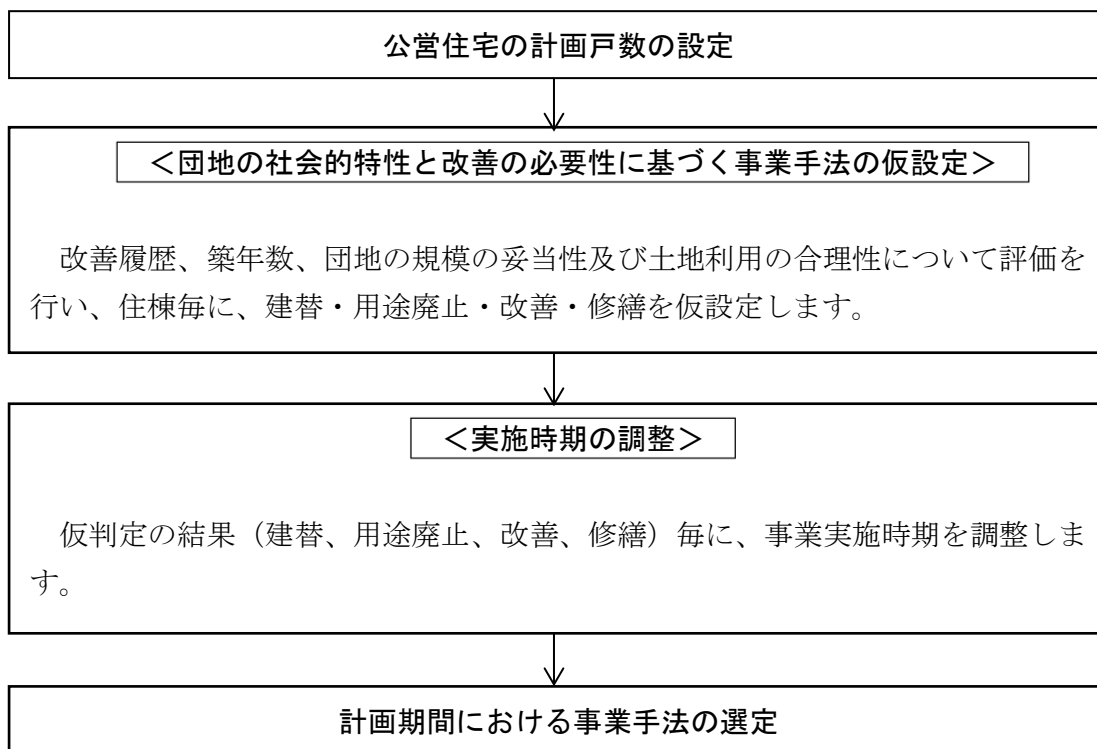 公営住宅の計画戸数の設定
＜団地の社会的特性と改善の必要性に基づく事業手法の仮設定＞
改善履歴、築年数、団地の規模の妥当性及び土地利用の合理性について評価を
行い、住棟毎に、建替・用途廃止・改善・修繕を仮設定します。
＜実施時期の調整＞
仮判定の結果（建替、用途廃止、改善、修繕）毎に、事業実施時期を調整しま
す。
計画期間における事業手法の選定